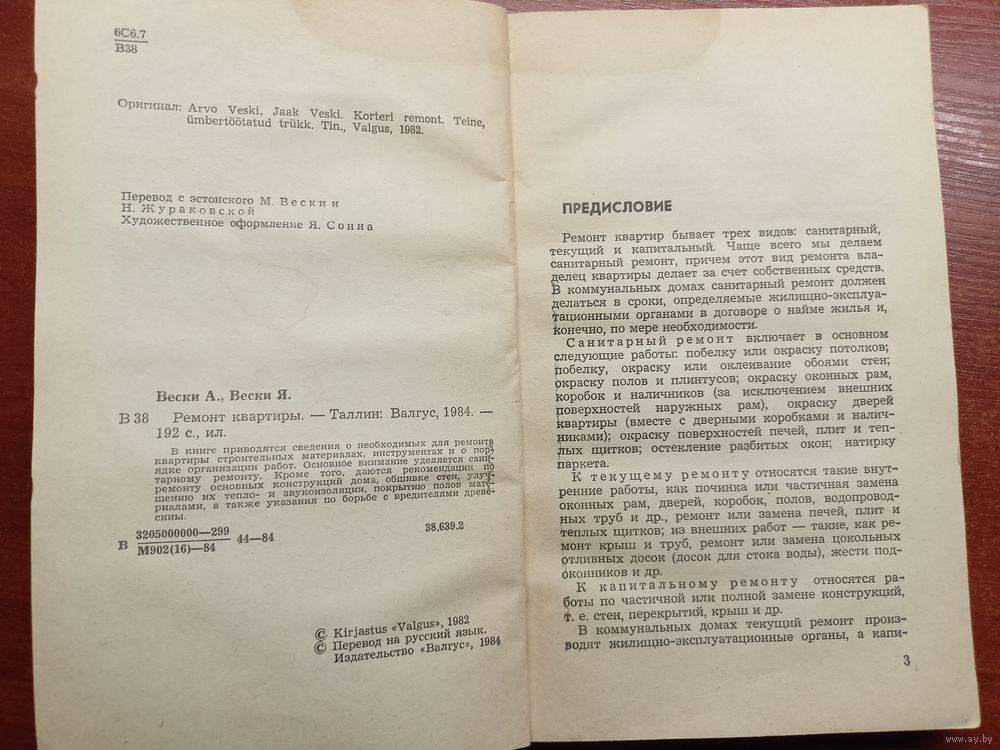 6С6.7
В38
Оригинал: Arvo Veski, Jaak Veski. Korteri remont. Teine,
ümbertöötatud trükk. Tln., Valgus, 1982.
Перевод с эстонского М. Вески и
Н. Жураковской
Художественное оформление Я. Сонна
Вески А., Вески Я.
В 38 Ремонт квартиры. — Таллин: Валгус, 1984. —
192 с., ил.
В книге приводятся сведения о необходимых для ремонта
квартиры строительных материалах, инструментах и о пор-
ядке организации работ. Основное внимание уделяется сани-
тарному ремонту. Кроме того, даются рекомендации по
ремонту основных конструкций дома, обшивке стен, улуч-
шению их тепло- и звукоизоляции, покрытию полов мате-
риалами, а также указания по борьбе с вредителями древе-
сины.
В 3205000000—299 44—84 38.639.2
М902(16)—84
© Kirjastus «Valgus», 1982
© Перевод на русский язык.
Издательство «Валгус», 1984
ПРЕДИСЛОВИЕ
Ремонт квартир бывает трех видов: санитарный,
текущий и капитальный. Чаще всего мы делаем
санитарный ремонт, причем этот вид ремонта вла-
делец квартиры делает за счет собственных средств.
В коммунальных домах санитарный ремонт должен
делаться в сроки, определяемые жилищно-эксплуа-
тационными органами в договоре о найме жилья и,
конечно, по мере необходимости.
Санитарный ремонт включает в основном
следующие работы: побелку или окраску потолков;
побелку, окраску или оклеивание обоями стен;
окраску полов и плинтусов; окраску оконных рам,
коробок и наличников (за исключением внешних
поверхностей наружных рам), окраску дверей
квартиры (вместе с дверными коробками и налич-
никами); окраску поверхностей печей, плит и теп-
лых щитков; остекление разбитых окон; натирку
паркета.
К текущему ремонту относятся такие внут-
ренние работы, как починка или частичная замена
оконных рам, дверей, коробок, полов, водопровод-
ных труб и др., ремонт или замена печей, плит и
теплых щитков; из внешних работ — такие, как ре-
монт крыш и труб, ремонт или замена цокольных
отливных досок (досок для стока воды), жести под-
оконников и др.
К капитальному ремонту относятся ра-
боты по частичной или полной замене конструкций,
т. е. стен, перекрытий, крыш и др.
В коммунальных домах текущий ремонт произ-
водят жилищно-эксплуатационные органы, а капи-
3
www.ay.by